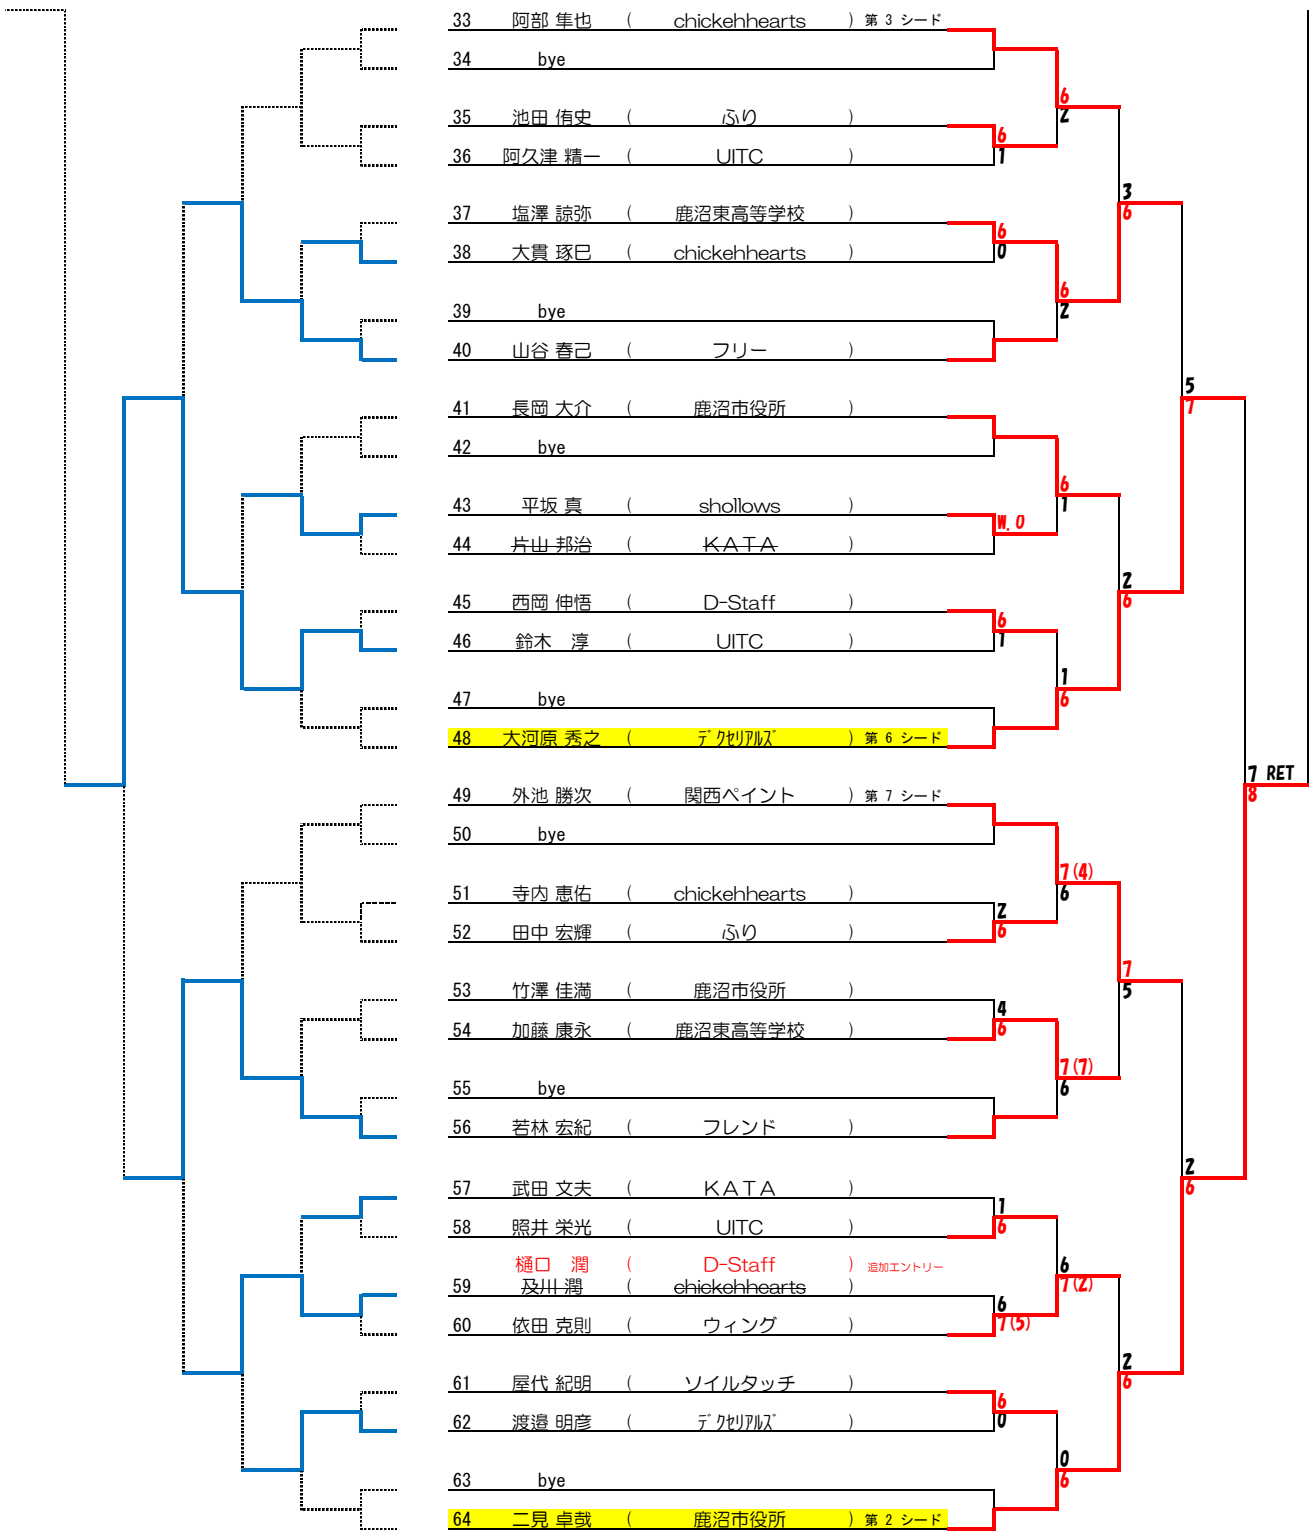 33 阿部 隼也 ( chickehhearts ) 第 3 シード
34 bye
6
2
35 池田 侑史 ( ふり )
6
36 阿久津 精一 ( UITC )
1
3
6
37 塩澤 諒弥 ( 鹿沼東高等学校 )
6
38 大貫 琢巳 ( chickehhearts )
0
6
2
39 bye
40 山谷 春己 ( フリー )
5
7
41 長岡 大介 ( 鹿沼市役所 )
42 bye
6
1
43 平坂 真 ( shollows )
W.O
44 片山 邦治 ( KATA )
2
6
45 西岡 伸悟 ( D-Staff )
6
46 鈴木 淳 ( UITC )
1
1
6
47 bye
48 大河原 秀之 ( デクセリアルズ ) 第 6 シード
7 RET
8
49 外池 勝次 ( 関西ペイント ) 第 7 シード
50 bye
7(4)
6
51 寺内 恵佑 ( chickehhearts )
2
52 田中 宏輝 ( ふり )
6
7
5
53 竹澤 佳満 ( 鹿沼市役所 )
4
54 加藤 康永 ( 鹿沼東高等学校 )
6
7(7)
6
55 bye
56 若林 宏紀 ( フレンド )
2
6
57 武田 文夫 ( KATA )
1
58 照井 栄光 ( UITC )
6
樋口 潤 ( D-Staff ) 追加エントリー
6
7(2)
59 及川 潤 ( chickehhearts )
6
60 依田 克則 ( ウィング )
7(5)
2
6
61 屋代 紀明 ( ソイルタッチ )
6
62 渡邉 明彦 ( デクセリアルズ )
0
0
6
63 bye
64 二見 卓哉 ( 鹿沼市役所 ) 第 2 シード